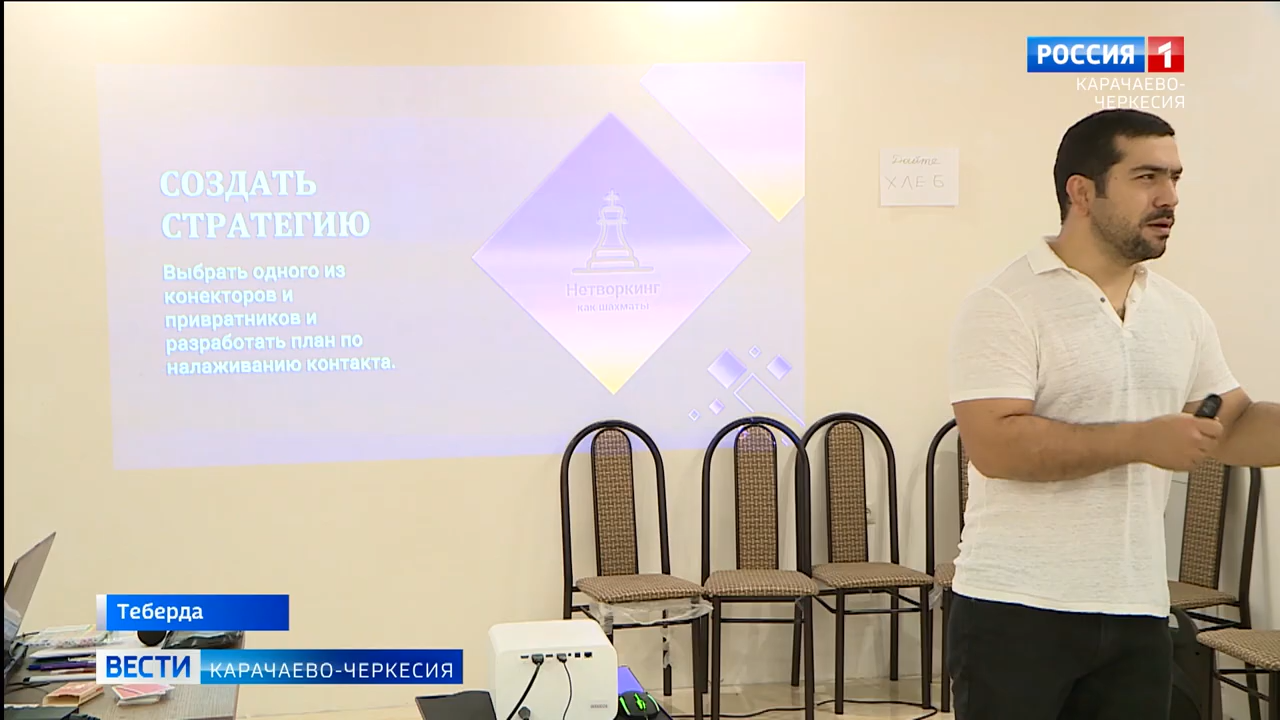 РОССИЯ 1
КАРАЧАЕВО-
ЧЕРКЕСИЯ
СОЗДАТЬ
СТРАТЕГИЮ
Выбрать одного из
конекторов и
привратников и
разработать план по
налаживанию контакта.
Нетворкинг
как шахматы
Дайте
ХЛЕБ
Теберда
ВЕСТИ КАРАЧАЕВО-ЧЕРКЕСИЯ